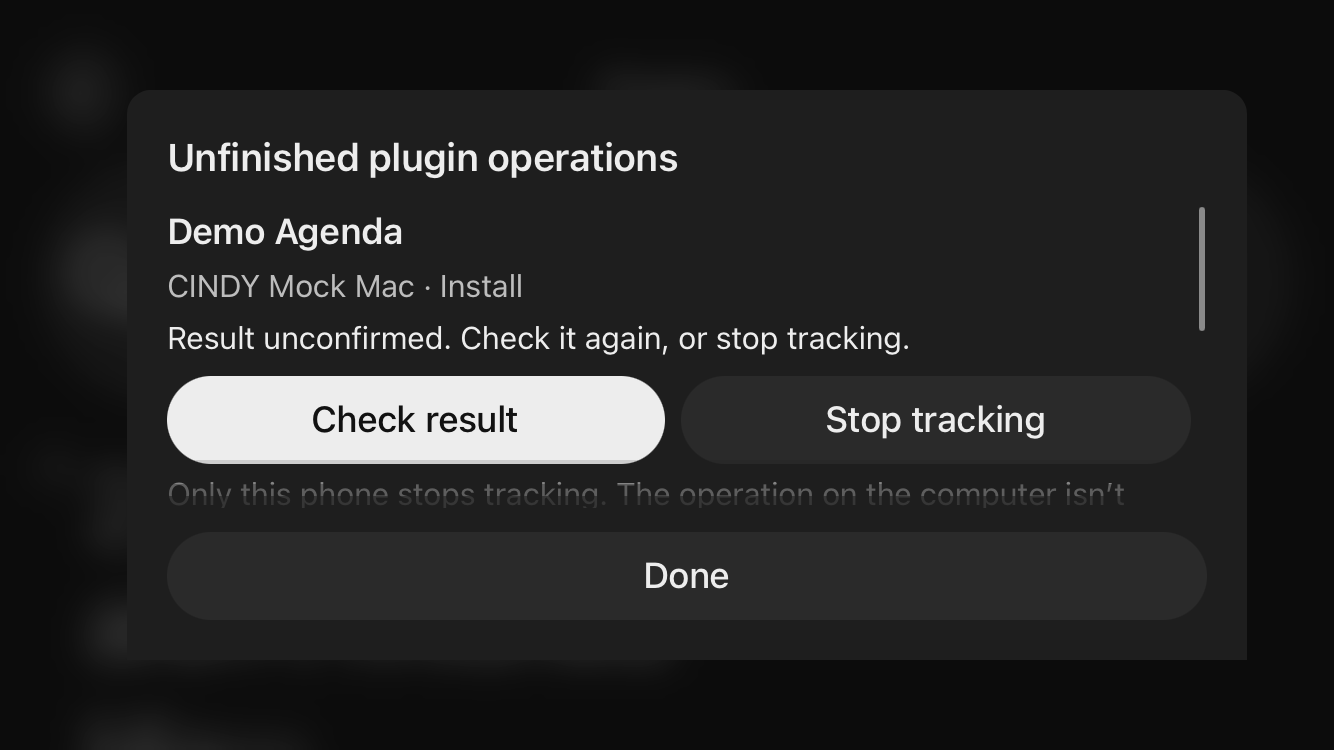 Unfinished plugin operations
Demo Agenda
CINDY Mock Mac · Install
Result unconfirmed. Check it again, or stop tracking.
Check result
Stop tracking
Only this phone stops tracking. The operation on the computer isn’t
Done